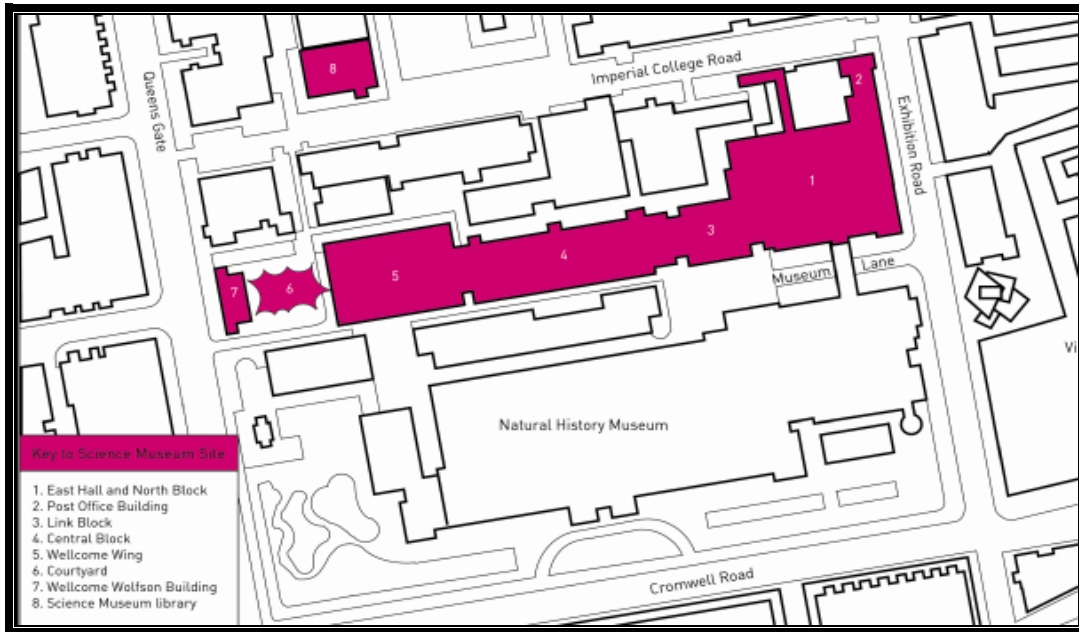 8
Imperial College Road
2
Queens Gate
Exhibition Road
1
3
4
5
6
7
Museum
Lane
Vi
Natural History Museum
Key to Science Museum Site
1. East Hall and North Block
2. Post Office Building
3. Link Block
4. Central Block
5. Wellcome Wing
6. Courtyard
7. Wellcome Wolfson Building
8. Science Museum library
Cromwell Road